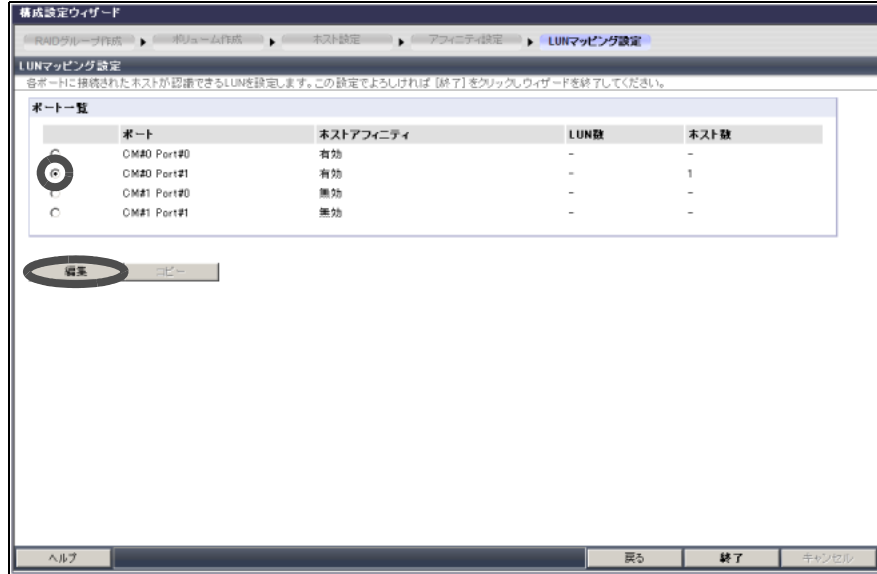 構成設定ウィザード
RAIDグループ作成 ボリューム作成 ホスト設定 アフィニティ設定 LUNマッピング設定
LUNマッピング設定
各ポートに接続されたホストが認識できるLUNを設定します。この設定でよろしければ [終了] をクリックしウィザードを終了してください。
ポート一覧
ポート ホストアフィニティ LUN数 ホスト数
CM#0 Port#0 有効 - -
CM#0 Port#1 有効 - 1
CM#1 Port#0 無効 - -
CM#1 Port#1 無効 - -
編集 コピー
ヘルプ 戻る 終了 キャンセル